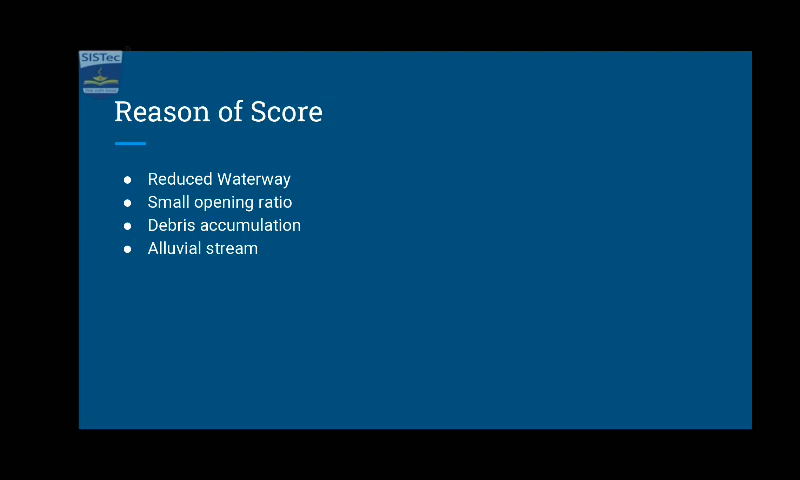 SISTec
Reason of Score
● Reduced Waterway
● Small opening ratio
● Debris accumulation
● Alluvial stream